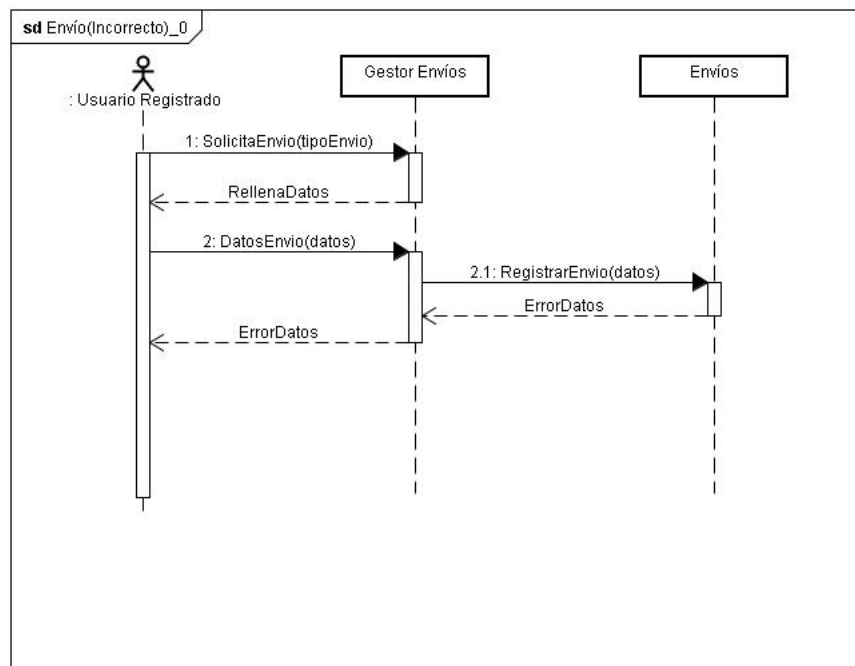 sd Envío(Incorrecto)_0
: Usuario Registrado
Gestor Envíos
Envíos
1: SolicitaEnvio(tipoEnvio)
RellenaDatos
2: DatosEnvio(datos)
2.1: RegistrarEnvio(datos)
ErrorDatos
ErrorDatos